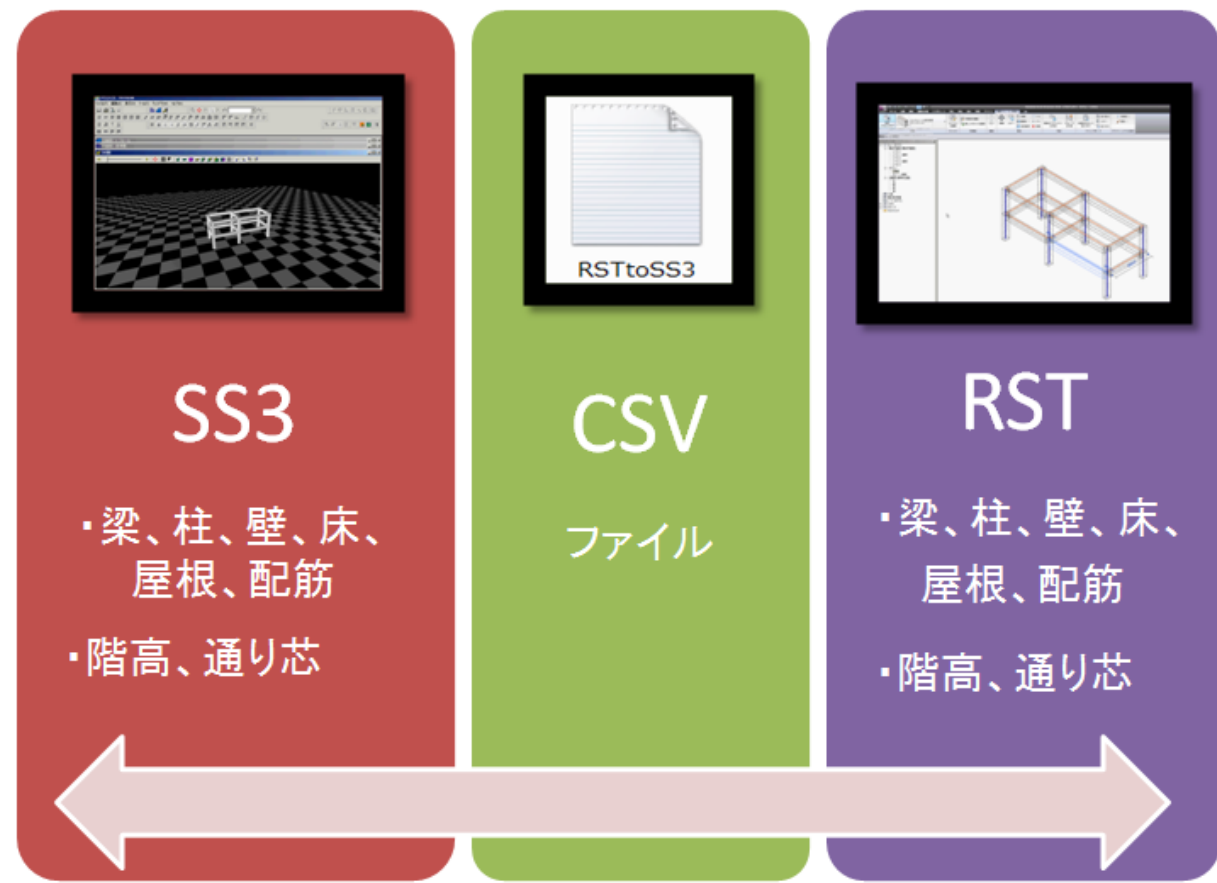 RSTtoSS3
SS3
・梁、柱、壁、床、
屋根、配筋
・階高、通り芯
CSV
ファイル
RST
・梁、柱、壁、床、
屋根、配筋
・階高、通り芯